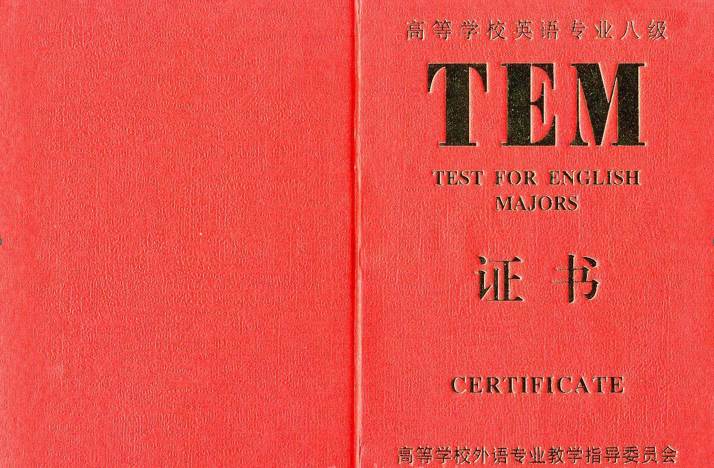 高等学校英语专业八级
TEM
TEST FOR ENGLISH
MAJORS
证书
CERTIFICATE
高等学校外语专业教学指导委员会